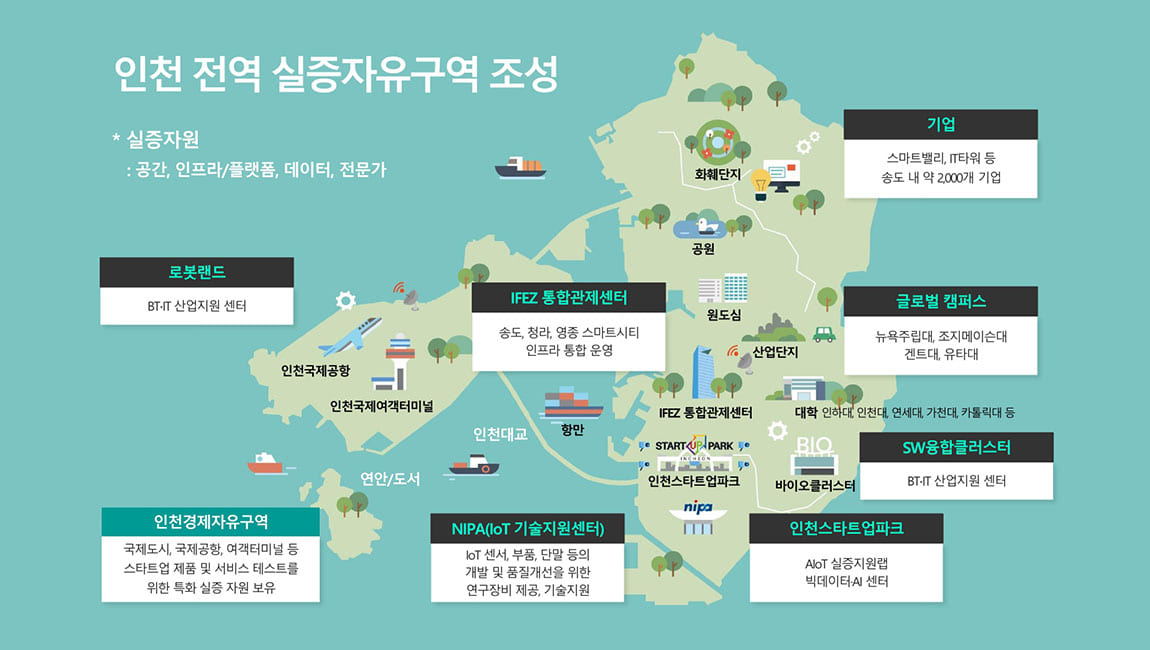 인천 전역 실증자유구역 조성
* 실증자원
: 공간, 인프라/플랫폼, 데이터, 전문가
기업
스마트밸리, IT타워 등
송도 내 약 2,000개 기업
화훼단지
공원
로봇랜드
BT·IT 산업지원 센터
IFEZ 통합관제센터
송도, 청라, 영종 스마트시티
인프라 통합 운영
원도심
글로벌 캠퍼스
뉴욕주립대, 조지메이슨대
겐트대, 유타대
산업단지
인천국제공항
인천국제여객터미널
IFEZ 통합관제센터
대학 인하대, 인천대, 연세대, 가천대, 카톨릭대 등
항만
인천대교
START UP PARK
INCHEON
인천스타트업파크
BIO
바이오클러스터
SW융합클러스터
BT·IT 산업지원 센터
연안/도서
nipa
인천경제자유구역
국제도시, 국제공항, 여객터미널 등
스타트업 제품 및 서비스 테스트를
위한 특화 실증 자원 보유
NIPA(IoT 기술지원센터)
IoT 센서, 부품, 단말 등의
개발 및 품질개선을 위한
연구장비 제공, 기술지원
인천스타트업파크
AIoT 실증지원랩
빅데이터·AI 센터